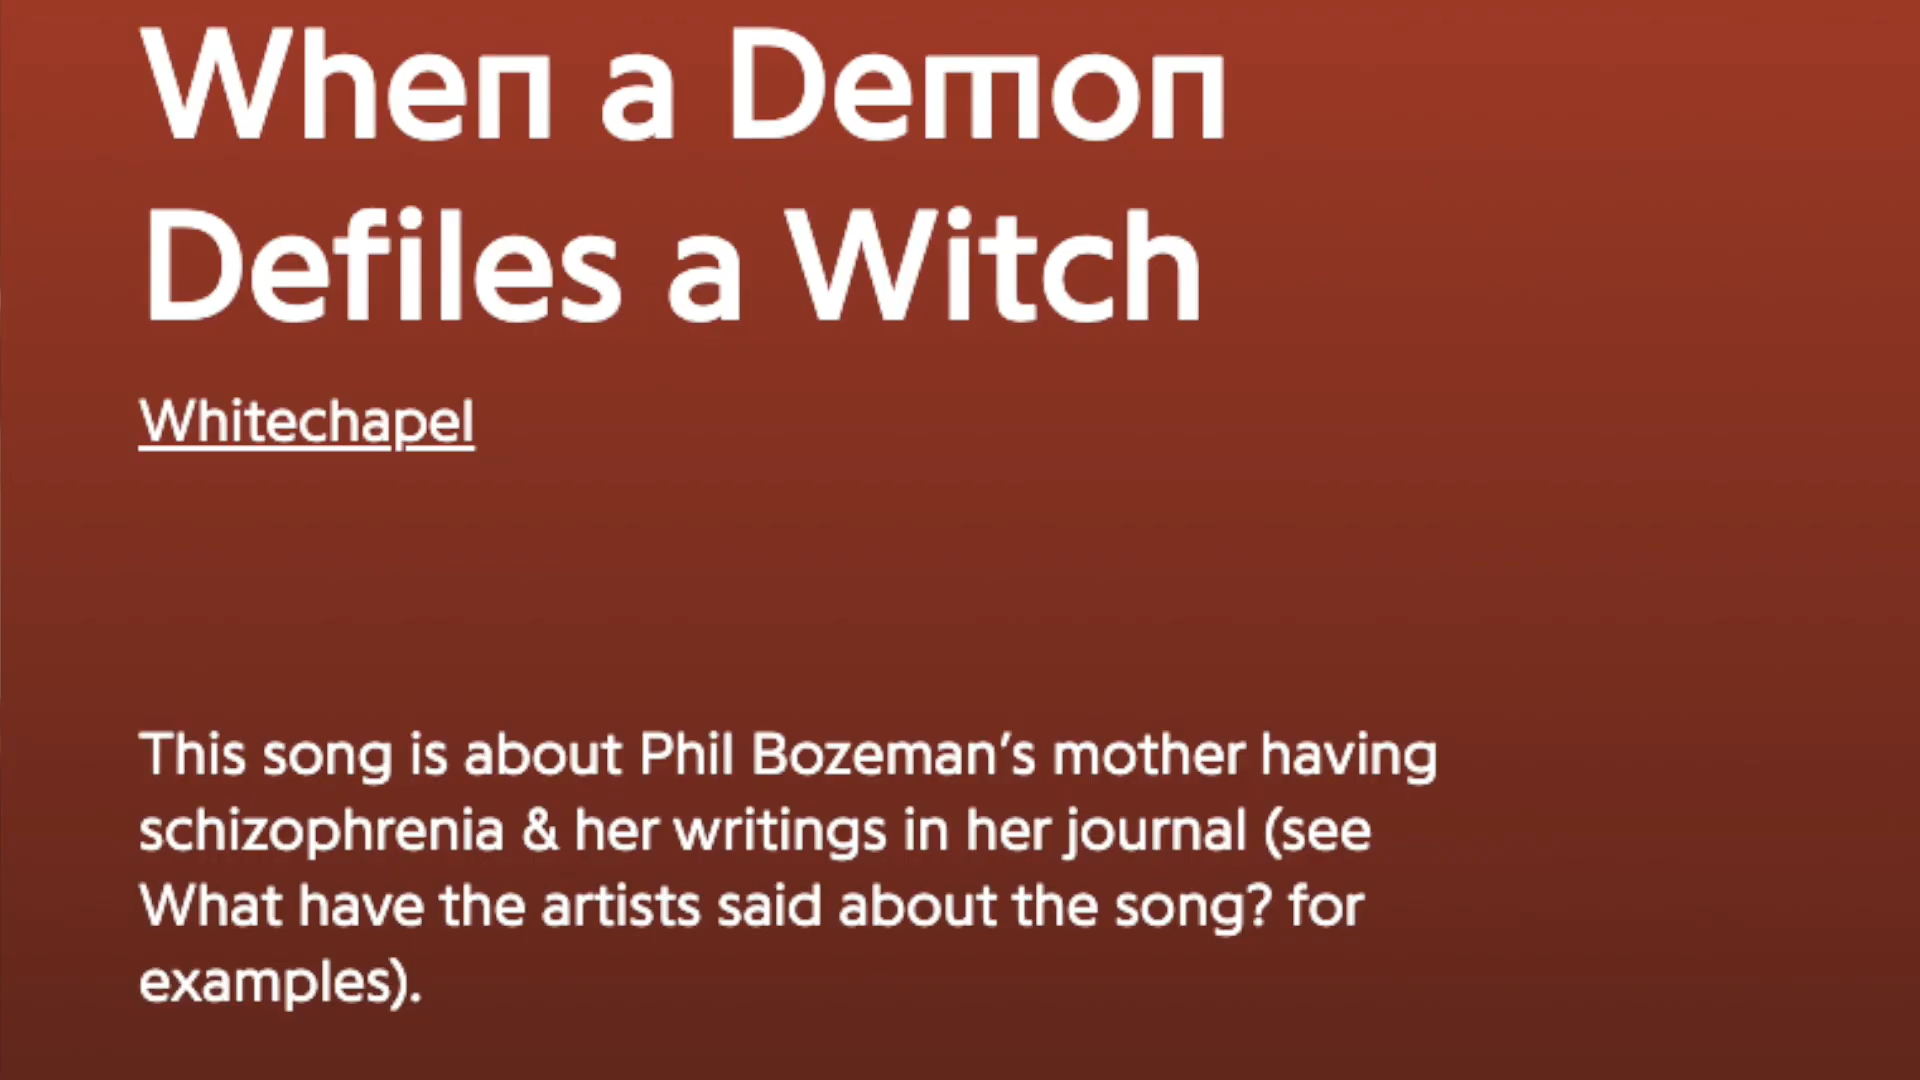 When a Demon
Defiles a Witch
Whitechapel
This song is about Phil Bozeman’s mother having
schizophrenia & her writings in her journal (see
What have the artists said about the song? for
examples).